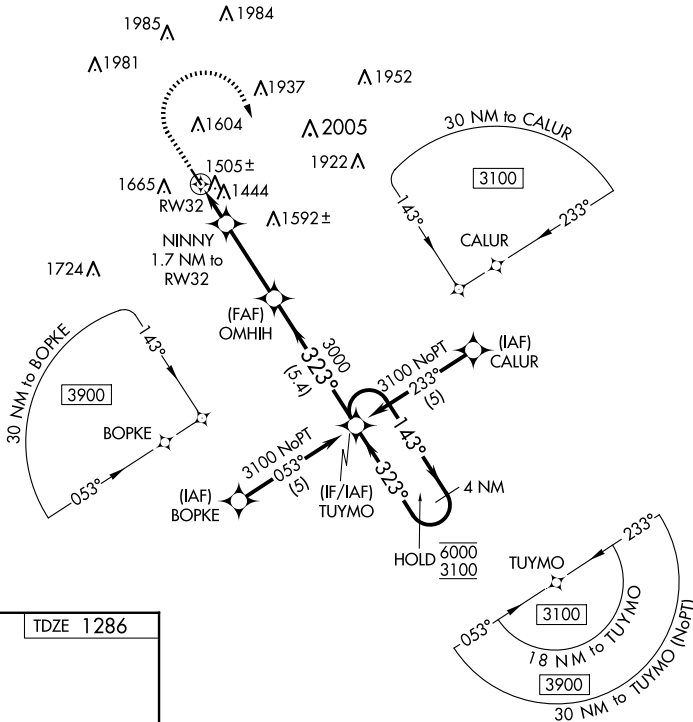 1984
1985
1981
1937
1952
1604
2005
1922
30 NM to CALUR
3100
143°
233°
CALUR
1505±
1665
1444
RW32
1592±
NINNY
1.7 NM to
RW32
1724
(FAF)
OMHIH
3000
323°
(5.4)
(IAF)
CALUR
3100 NoPT
233°
(5)
30 NM to BOPKE
3900
143°
BOPKE
053°
3100 NoPT
053°
(5)
(IAF)
BOPKE
(IF/IAF)
TUYMO
143°
323°
4 NM
HOLD
6000
3100
TUYMO
233°
053°
3100
18 NM to TUYMO
3900
30 NM to TUYMO (NoPT)
TDZE 1286